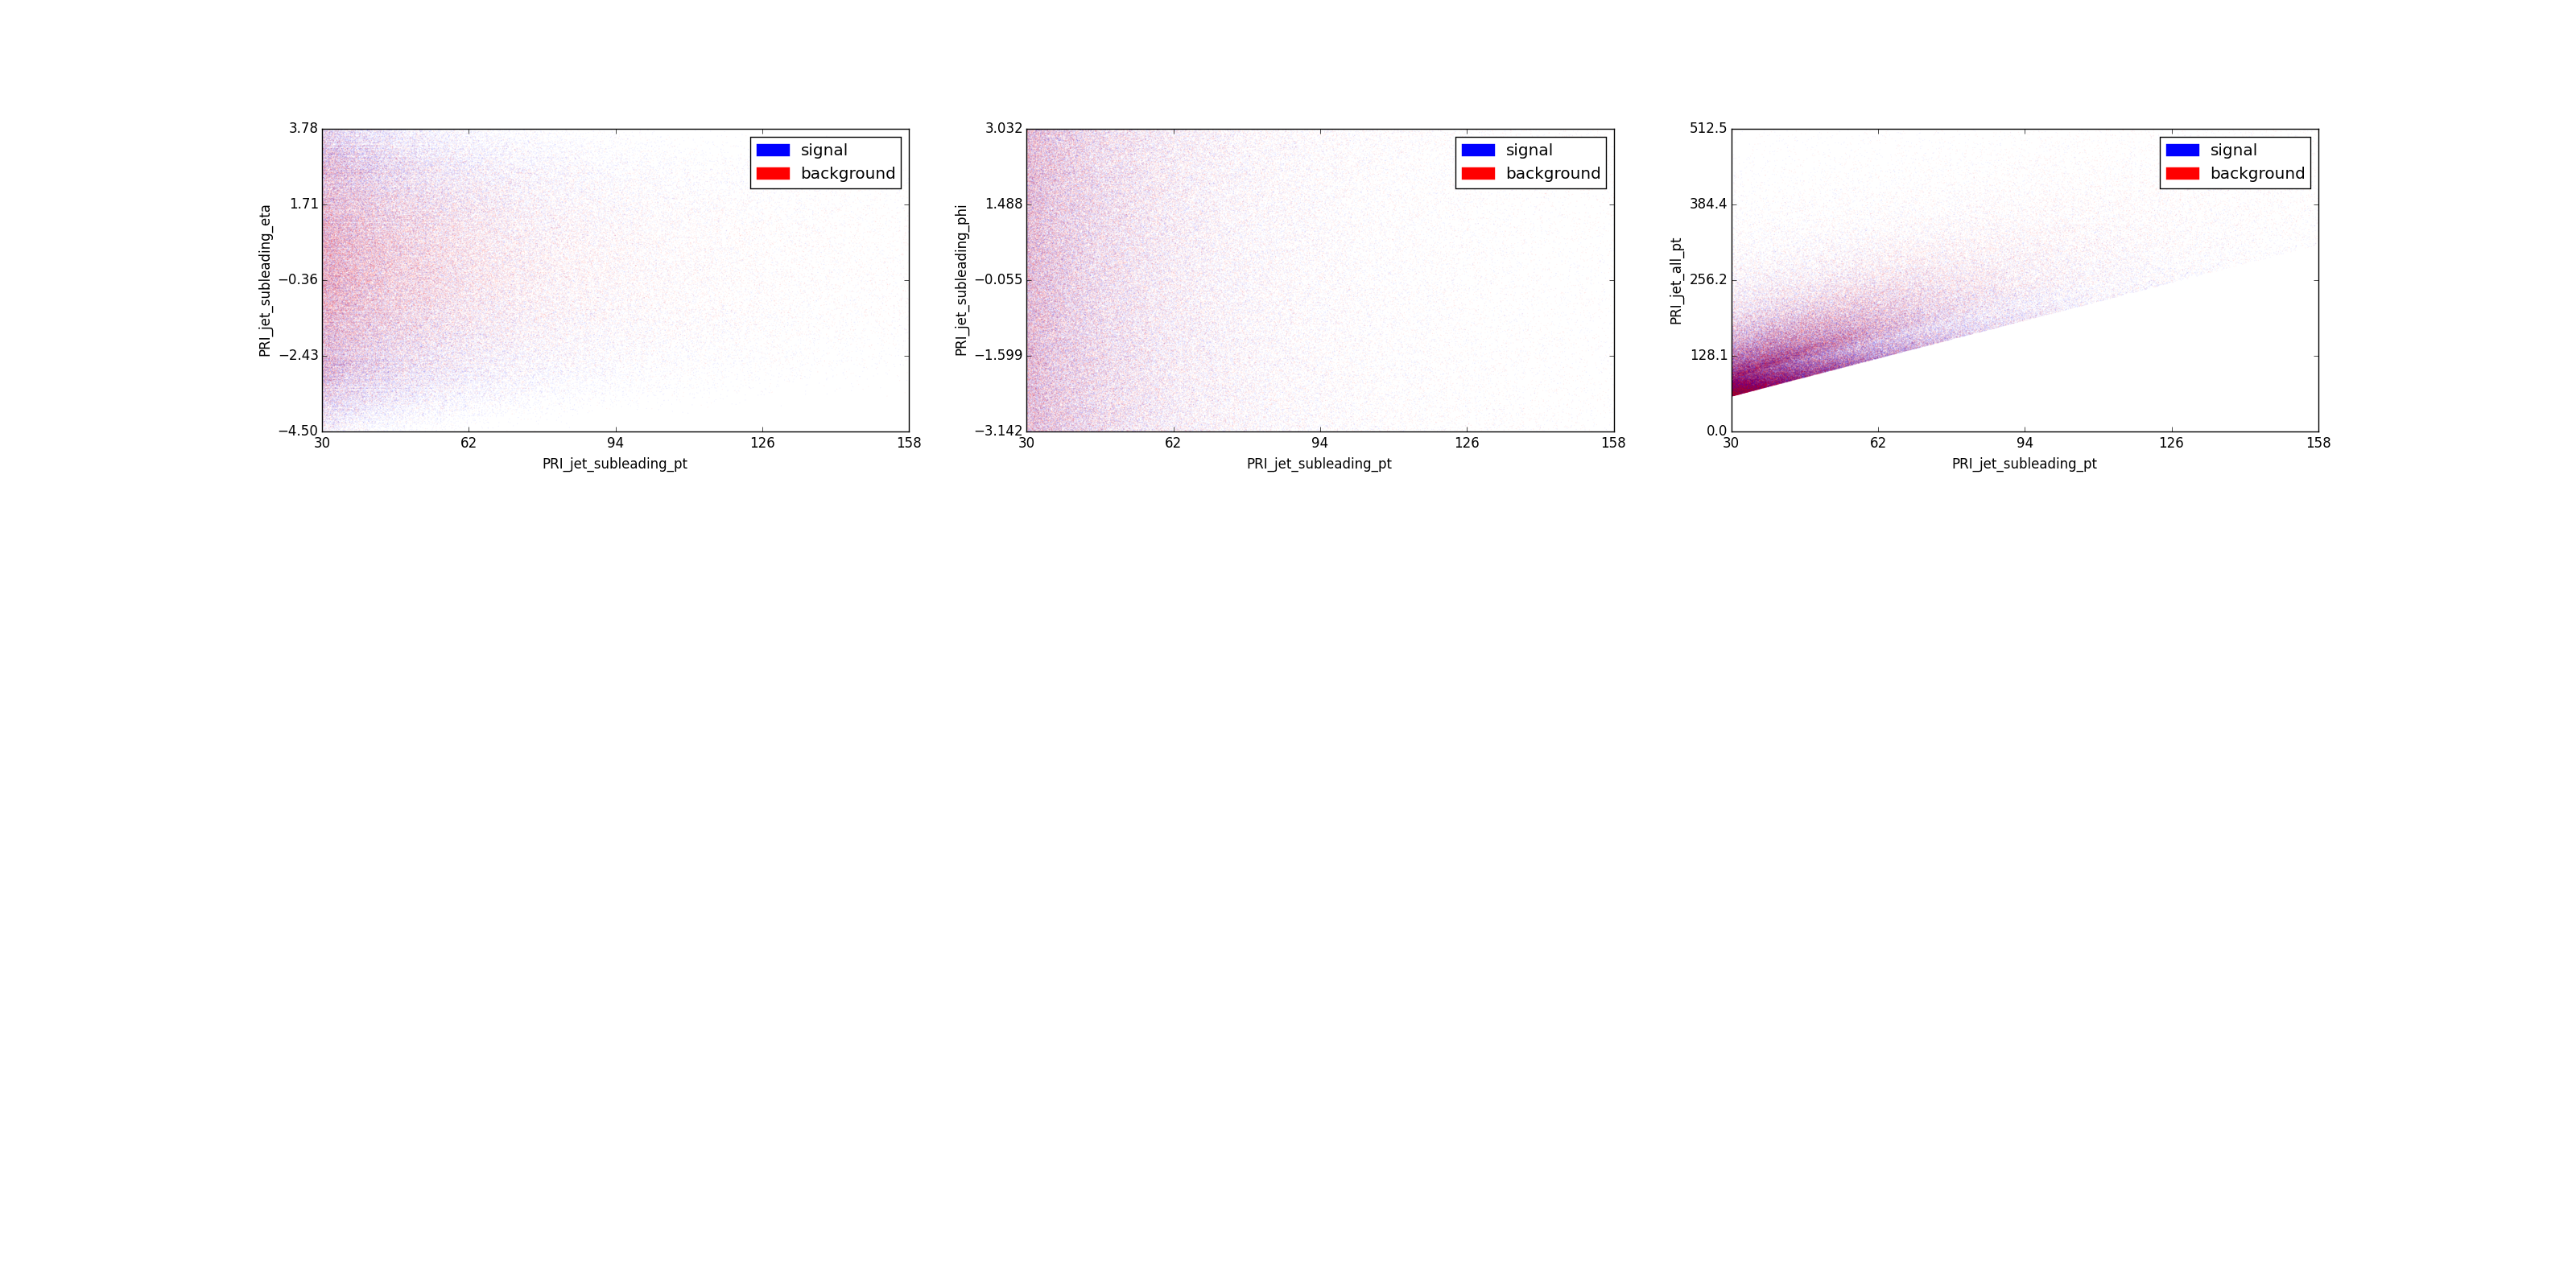 3.78
1.71
−0.36
−2.43
−4.50
PRI_jet_subleading_eta
30 62 94 126 158
PRI_jet_subleading_pt
signal
background
3.032
1.488
−0.055
−1.599
−3.142
PRI_jet_subleading_phi
30 62 94 126 158
PRI_jet_subleading_pt
signal
background
512.5
384.4
256.2
128.1
0.0
PRI_jet_all_pt
30 62 94 126 158
PRI_jet_subleading_pt
signal
background